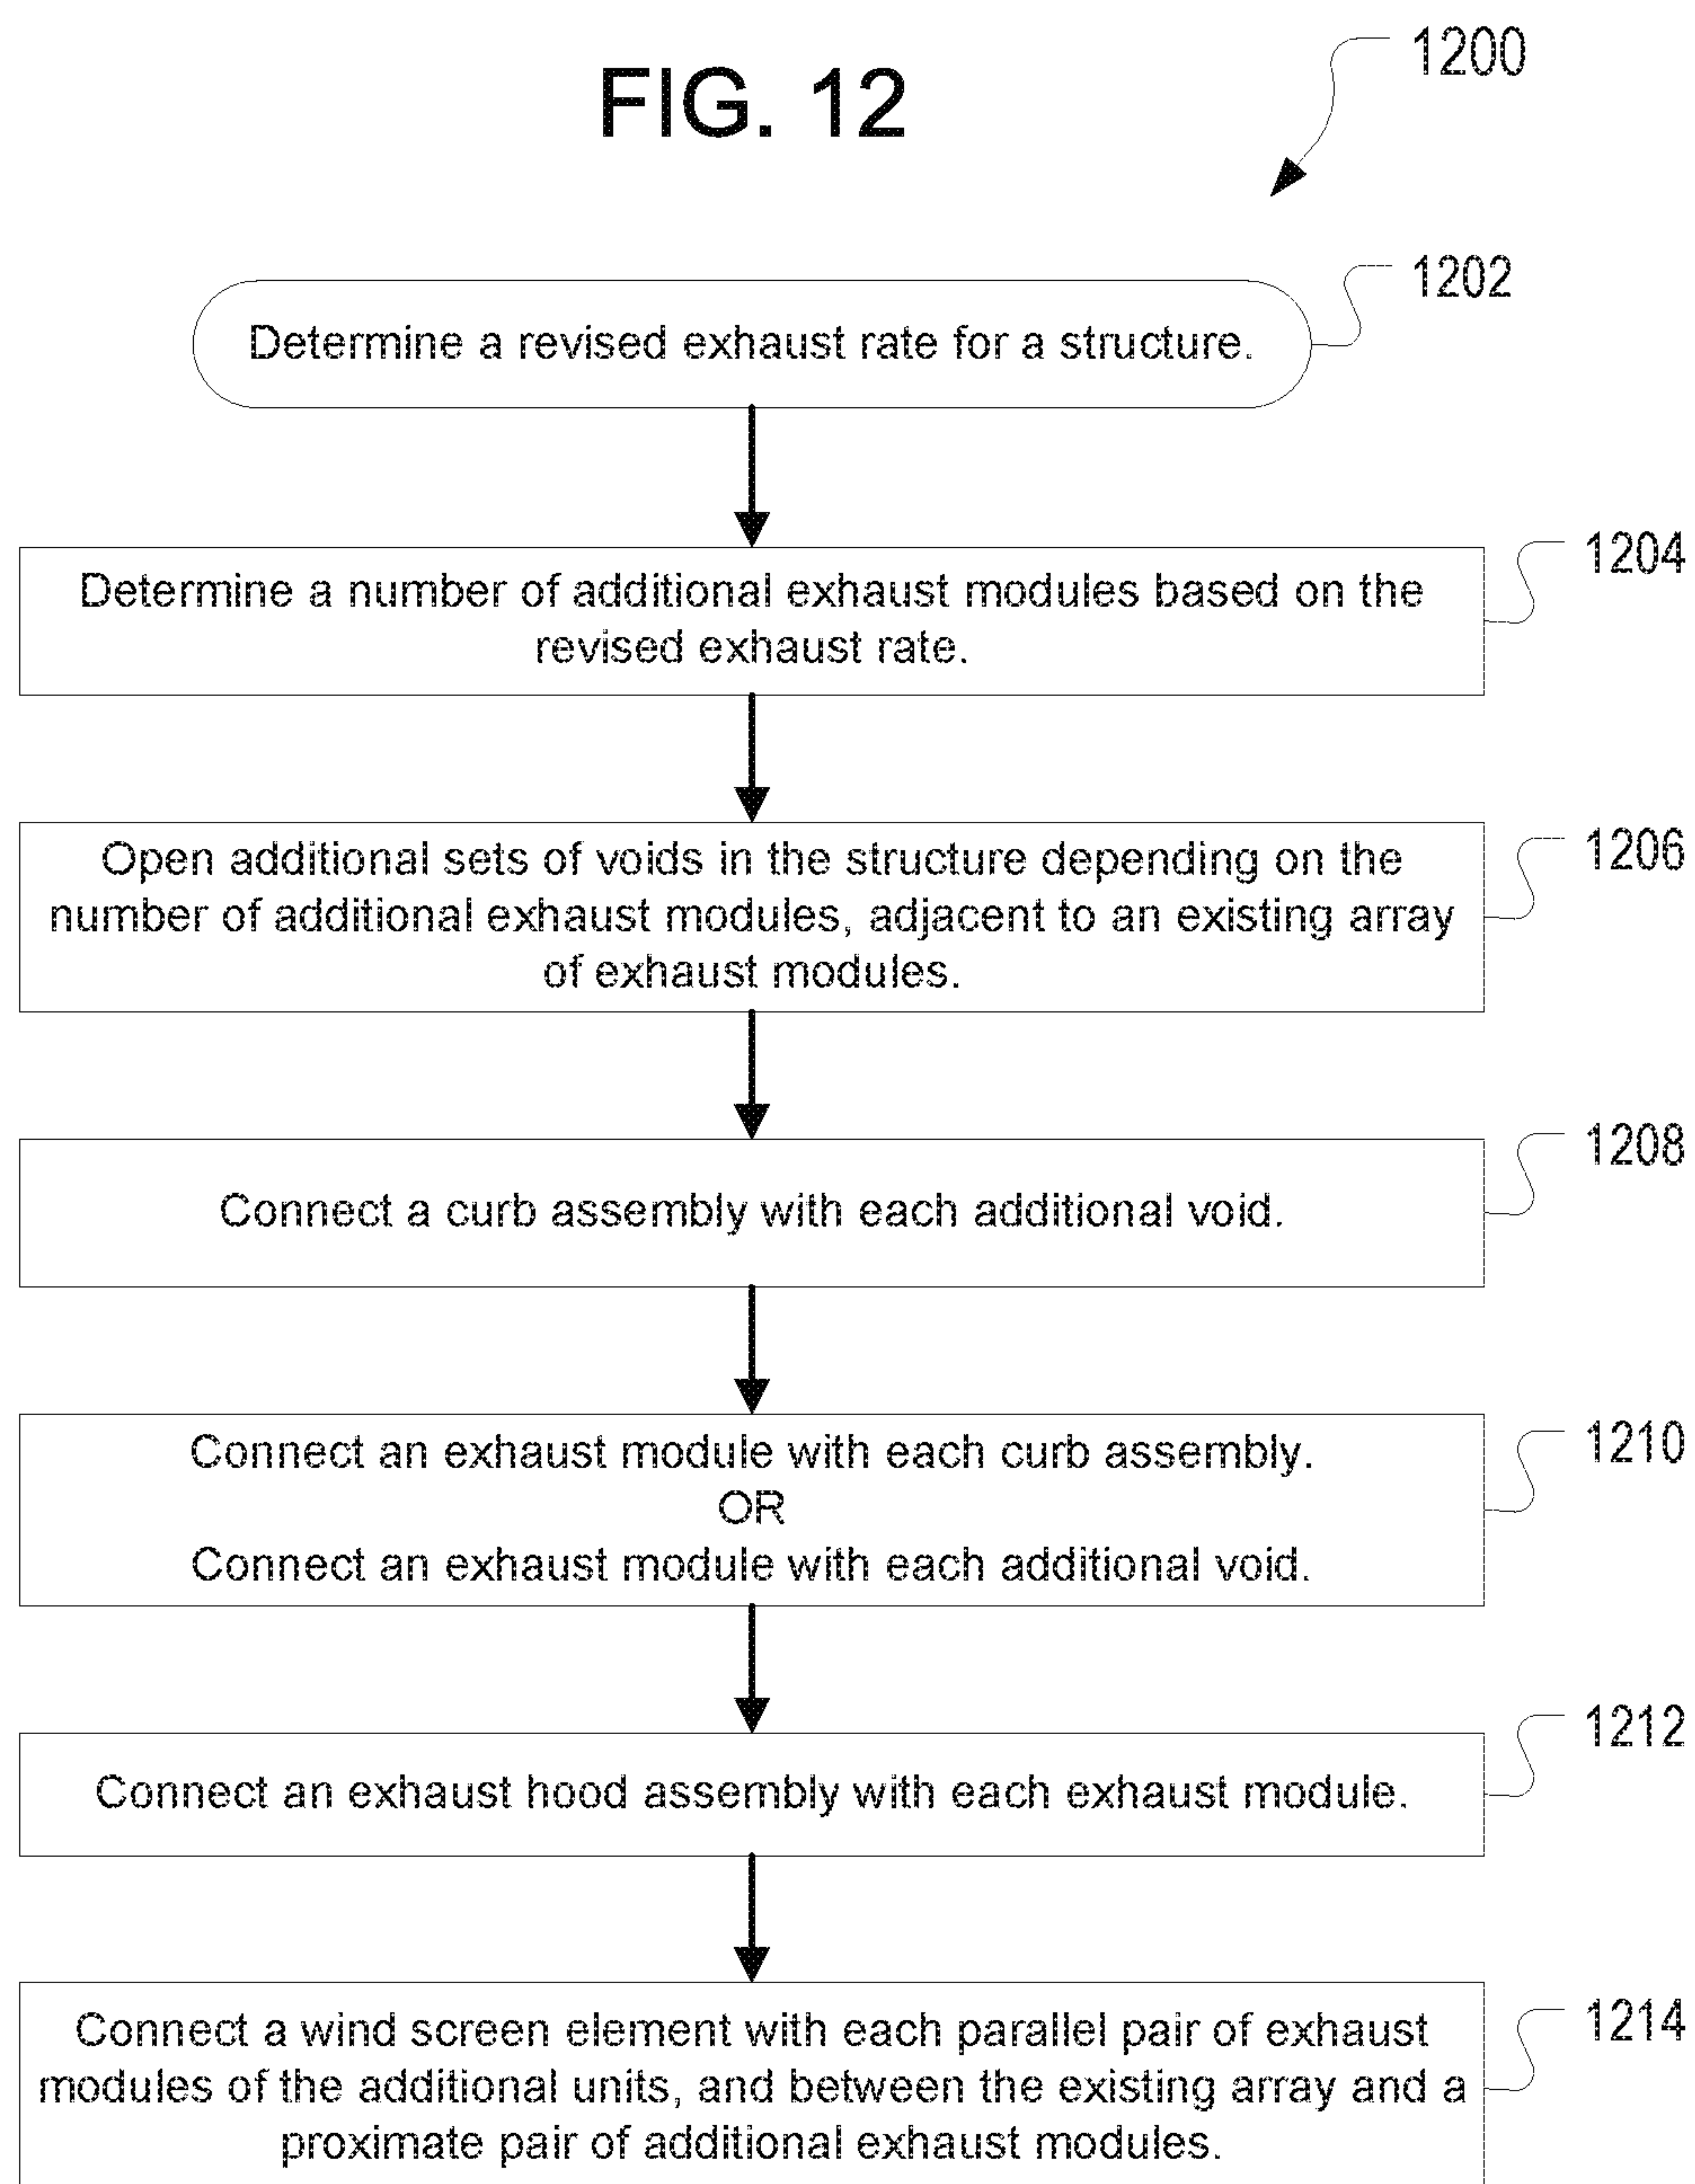 FIG. 12
1200
Determine a revised exhaust rate for a structure.
1202
Determine a number of additional exhaust modules based on the
revised exhaust rate.
1204
Open additional sets of voids in the structure depending on the
number of additional exhaust modules, adjacent to an existing array
of exhaust modules.
1206
Connect a curb assembly with each additional void.
1208
Connect an exhaust module with each curb assembly.
OR
Connect an exhaust module with each additional void.
1210
Connect an exhaust hood assembly with each exhaust module.
1212
Connect a wind screen element with each parallel pair of exhaust
modules of the additional units, and between the existing array and a
proximate pair of additional exhaust modules.
1214